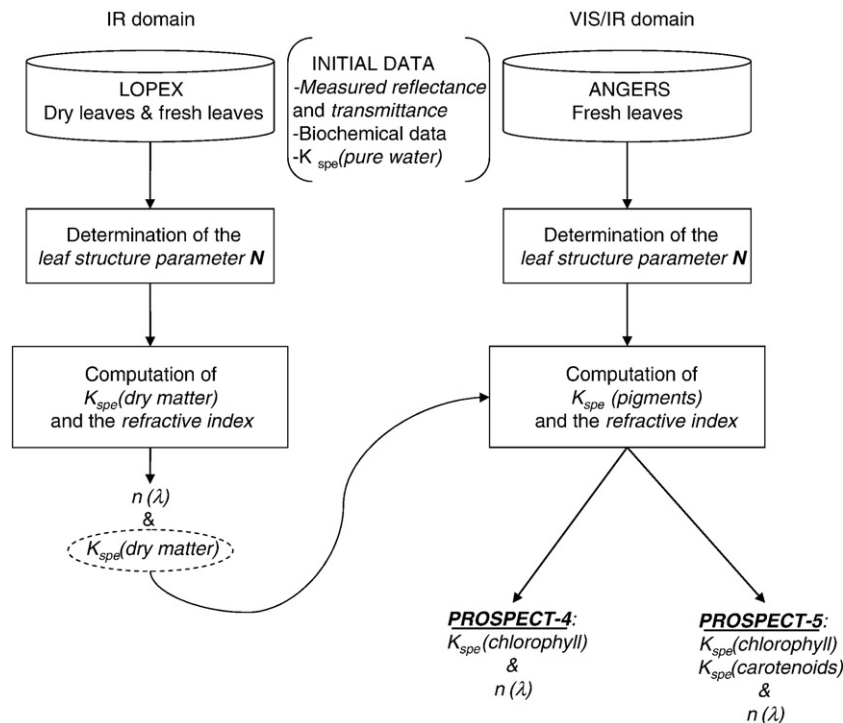 IR domain
VIS/IR domain
LOPEX
Dry leaves & fresh leaves
INITIAL DATA
-Measured reflectance
and transmittance
-Biochemical data
-K spe(pure water)
ANGERS
Fresh leaves
Determination of the
leaf structure parameter N
Determination of the
leaf structure parameter N
Computation of
Kspe(dry matter)
and the refractive index
Computation of
Kspe (pigments)
and the refractive index
n (λ)
&
Kspe(dry matter)
PROSPECT-4:
Kspe(chlorophyll)
&
n (λ)
PROSPECT-5:
Kspe(chlorophyll)
Kspe(carotenoids)
&
n (λ)